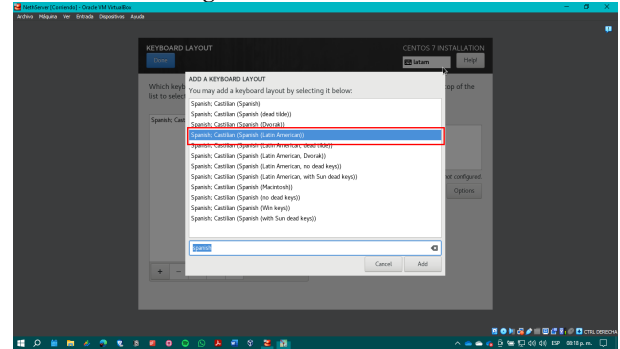 NethServer [Corriendo] - Oracle VM VirtualBox
Archivo Máquina Ver Entrada Dispositivos Ayuda
KEYBOARD LAYOUT
CENTOS 7 INSTALLATION
Done
latam
Help!
ADD A KEYBOARD LAYOUT
You may add a keyboard layout by selecting it below:
Which keyb
top of the
list to select
Spanish; Cast
Spanish; Castilian (Spanish)
Spanish; Castilian (Spanish (dead tilde))
Spanish; Castilian (Spanish (Dvorak))
Spanish; Castilian (Spanish (Latin American))
Spanish; Castilian (Spanish (Latin American, dead tilde))
Spanish; Castilian (Spanish (Latin American, Dvorak))
Spanish; Castilian (Spanish (Latin American, no dead keys))
Spanish; Castilian (Spanish (Latin American, with Sun dead keys))
Spanish; Castilian (Spanish (Macintosh))
Spanish; Castilian (Spanish (no dead keys))
Spanish; Castilian (Spanish (Win keys))
Spanish; Castilian (Spanish (with Sun dead keys))
not configured.
Options
spanish
Cancel
Add
CTRL DERECHA
ESP
08:18 p. m.